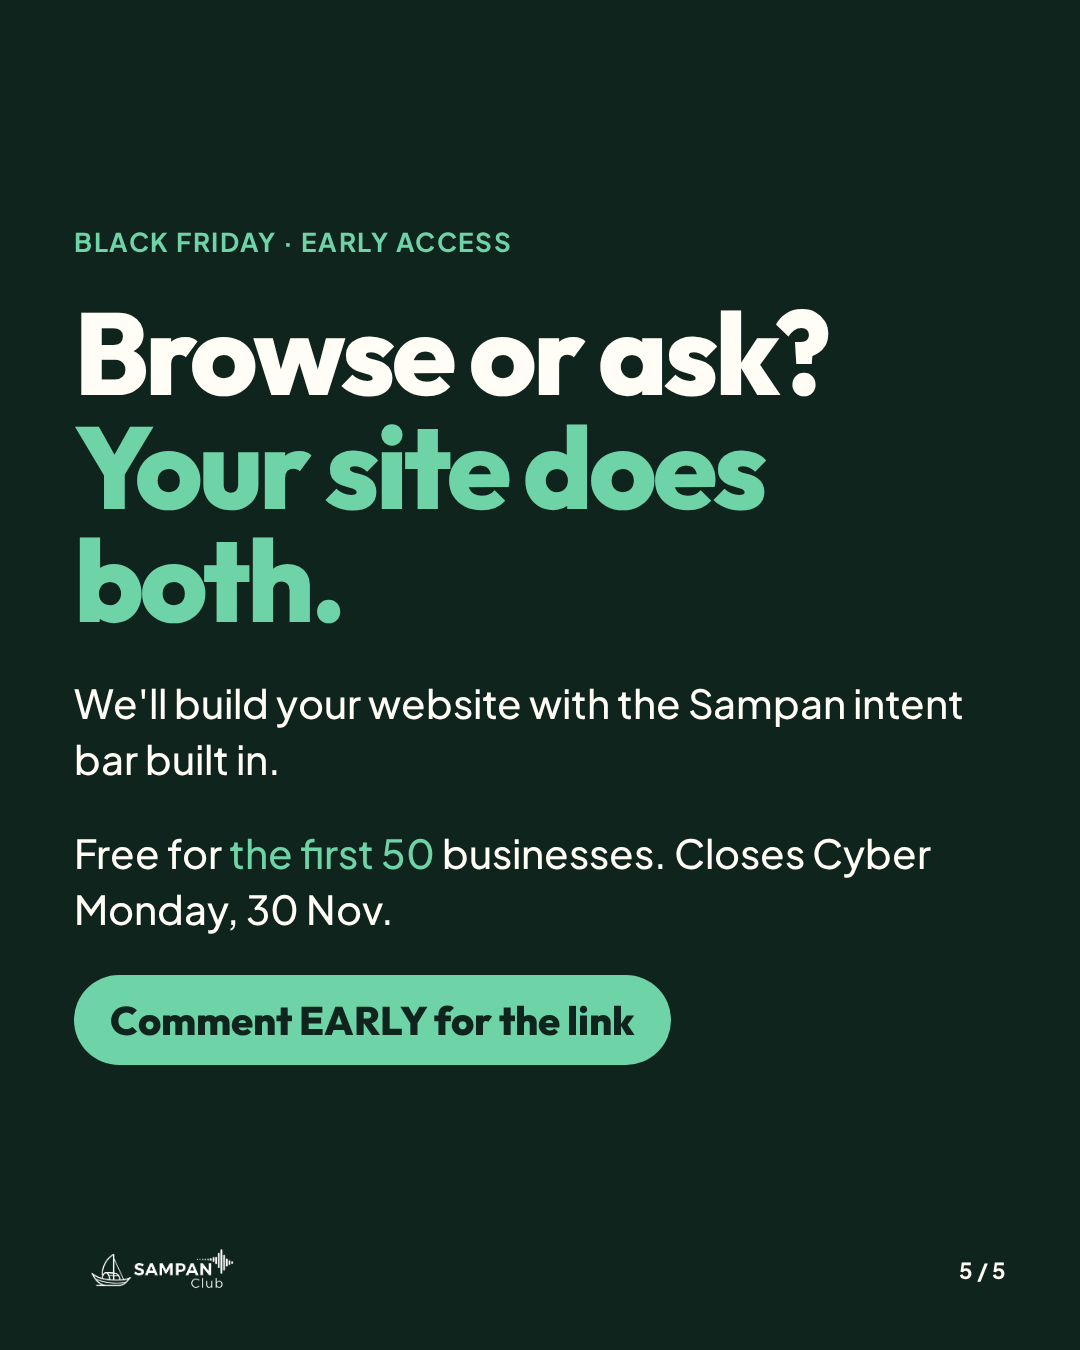 BLACK FRIDAY · EARLY ACCESS
Browse or ask?
Your site does
both.
We'll build your website with the Sampan intent
bar built in.
Free for the first 50 businesses. Closes Cyber
Monday, 30 Nov.
Comment EARLY for the link
SAMPAN
Club
5 / 5